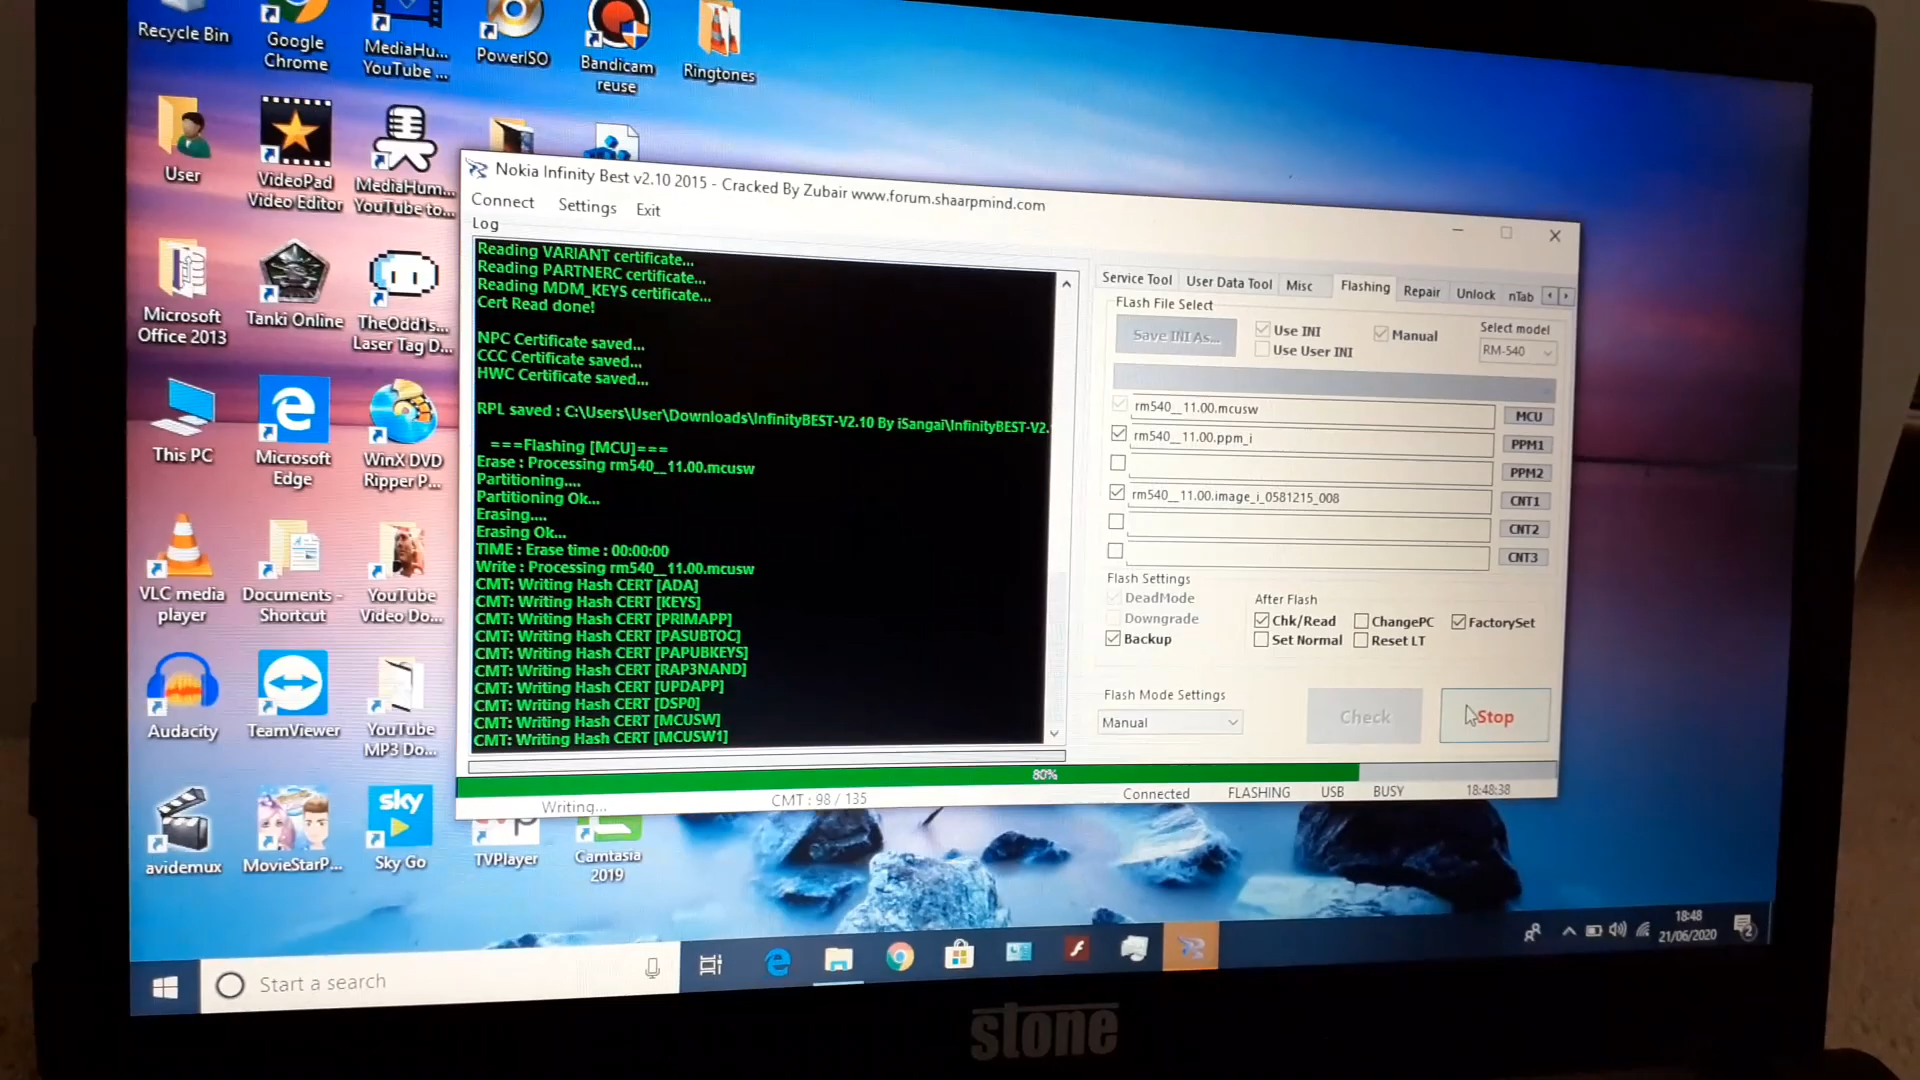 Recycle Bin
Google
Chrome
MediaHu...
YouTube ...
PowerISO
Bandicam
reuse
Ringtones
User
VideoPad
Video Editor
MediaHum...
YouTube to...
Microsoft
Office 2013
Tanki Online
TheOdd1s...
Laser Tag D...
This PC
Microsoft
Edge
WinX DVD
Ripper P...
VLC media
player
Documents -
Shortcut
YouTube
Video Do...
Audacity
TeamViewer
YouTube
MP3 Do...
avidemux
MovieStarP...
sky
Sky Go
TVPlayer
Camtasia
2019
Nokia Infinity Best v2.10 2015 - Cracked By Zubair www.forum.shaarpmind.com
Connect Settings Exit
Log
Reading VARIANT certificate...
Reading PARTNERC certificate...
Reading MDM_KEYS certificate...
Cert Read done!
NPC Certificate saved...
CCC Certificate saved...
HWC Certificate saved...
RPL saved : C:\Users\User\Downloads\InfinityBEST-V2.10 By iSangai\InfinityBEST-V2.
===Flashing [MCU]===
Erase : Processing rm540__11.00.mcusw
Partitioning....
Partitioning Ok...
Erasing....
Erasing Ok...
TIME : Erase time : 00:00:00
Write : Processing rm540__11.00.mcusw
CMT: Writing Hash CERT [ADA]
CMT: Writing Hash CERT [KEYS]
CMT: Writing Hash CERT [PRIMAPP]
CMT: Writing Hash CERT [PASUBTOC]
CMT: Writing Hash CERT [PAPUBKEYS]
CMT: Writing Hash CERT [RAP3NAND]
CMT: Writing Hash CERT [UPDAPP]
CMT: Writing Hash CERT [DSP0]
CMT: Writing Hash CERT [MCUSW]
CMT: Writing Hash CERT [MCUSW1]
Service Tool User Data Tool Misc Flashing Repair Unlock nTab
FLash File Select
Save INI As...
Use INI
Use User INI
Manual
Select model
RM-540
rm540__11.00.mcusw MCU
rm540__11.00.ppm_i PPM1
PPM2
rm540__11.00.image_i_0581215_008 CNT1
CNT2
CNT3
Flash Settings
DeadMode
Downgrade
Backup
After Flash
Chk/Read ChangePC FactorySet
Set Normal Reset LT
Flash Mode Settings
Manual
Check
Stop
80%
Writing... CMT : 98 / 135 Connected FLASHING USB BUSY 18:48:38
Start a search
18:48
21/06/2020
2
stone